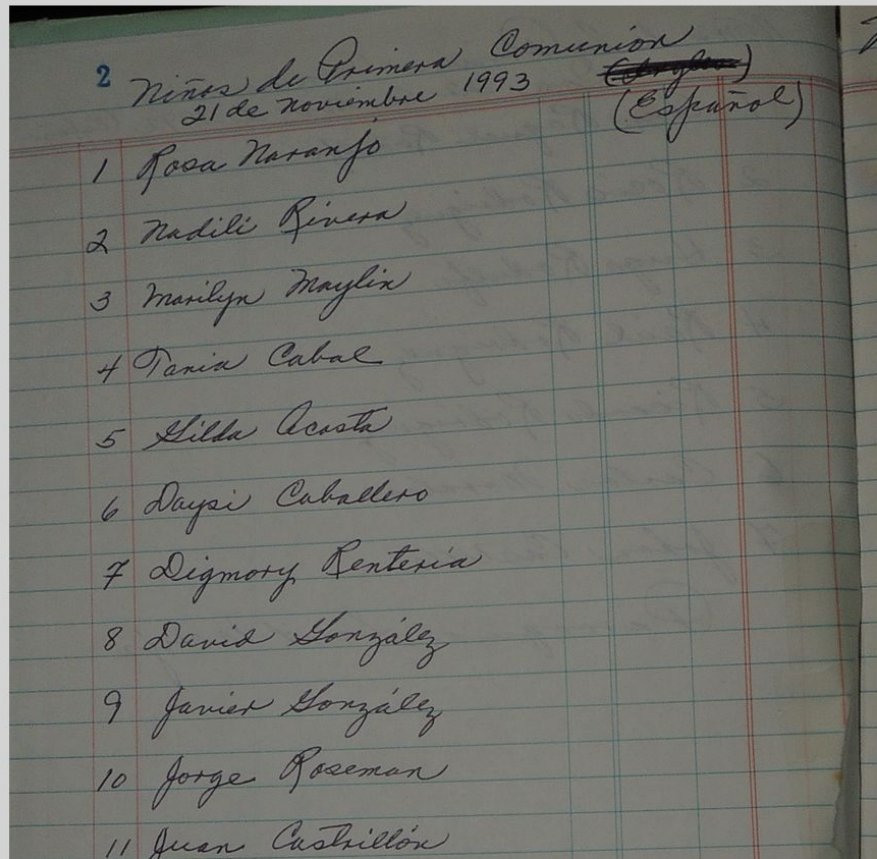 2
Niños de Primera Comunión
21 de noviembre 1993
(Español)
1 Rosa Naranjo
2 Nadili Rivera
3 Marilyn Maylin
4 Tania Cabal
5 Gilda Acosta
6 Daysi Caballero
7 Digmory Rentería
8 David González
9 Javier González
10 Jorge Roseman
11 Juan Castrillón